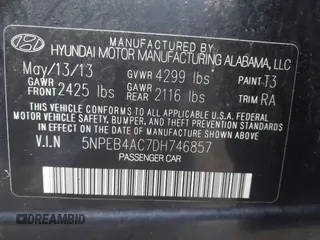 MANUFACTURED BY
HYUNDAI MOTOR MANUFACTURING ALABAMA, LLC
May/13/13 GVWR 4299 lbs PAINT T3
GAWR FRONT 2425 lbs GAWR REAR 2116 lbs TRIM RA
THIS VEHICLE CONFORMS TO ALL APPLICABLE U.S.A. FEDERAL
MOTOR VEHICLE SAFETY, BUMPER, AND THEFT PREVENTION STANDARDS
IN EFFECT ON THE DATE OF MANUFACTURE SHOWN ABOVE.
V.I.N 5NPEB4AC7DH746857
PASSENGER CAR
DREAMBID